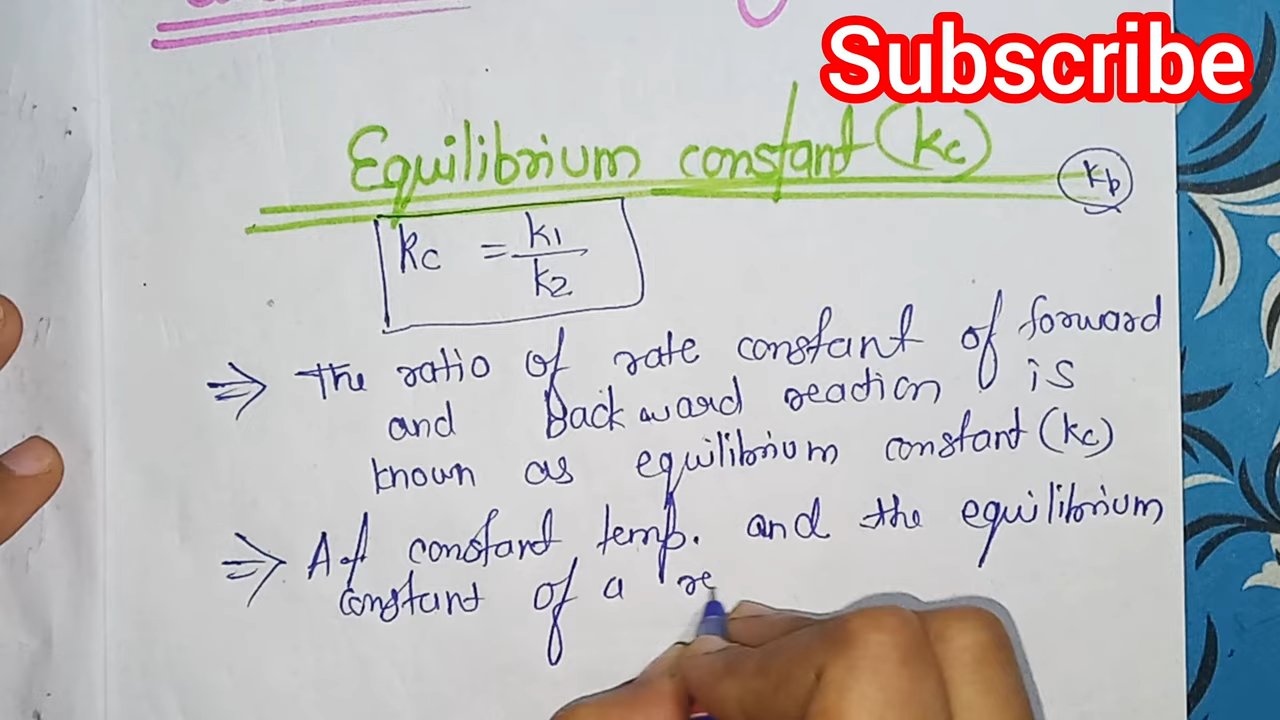 Subscribe
Equilibrium constant (kc)
kp
kc = k1/k2
⇒ The ratio of rate constant of forward
and Backward reaction is
known as equilibrium constant (kc)
⇒ At constant temp. and the equilibrium
constant of a re